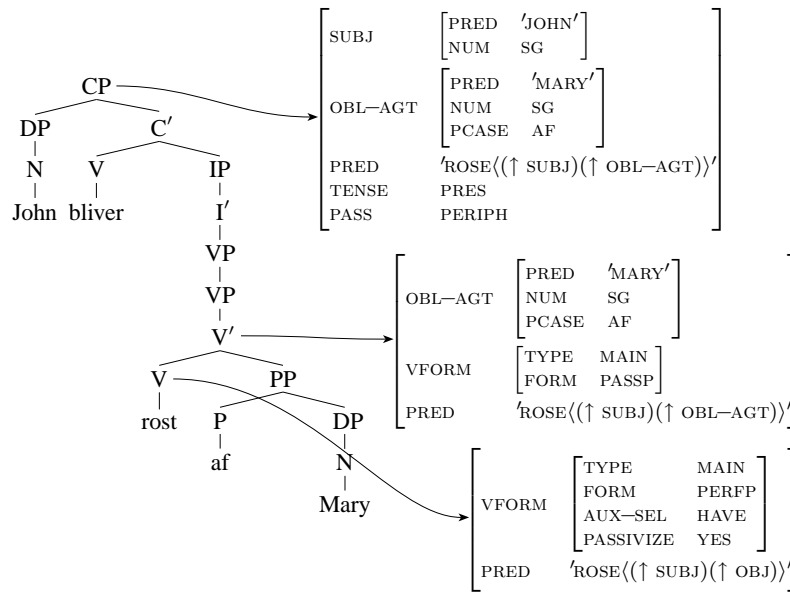 SUBJ [PRED 'JOHN'
NUM SG]
OBL–AGT [PRED 'MARY'
NUM SG
PCASE AF]
PRED 'ROSE⟨(↑ SUBJ)(↑ OBL–AGT)⟩'
TENSE PRES
PASS PERIPH
CP
DP C′
N V IP
John bliver I′
VP
VP
V′
V PP
rost P DP
af N
Mary
OBL–AGT [PRED 'MARY'
NUM SG
PCASE AF]
VFORM [TYPE MAIN
FORM PASSP]
PRED 'ROSE⟨(↑ SUBJ)(↑ OBL–AGT)⟩'
VFORM [TYPE MAIN
FORM PERFP
AUX–SEL HAVE
PASSIVIZE YES]
PRED 'ROSE⟨(↑ SUBJ)(↑ OBJ)⟩'